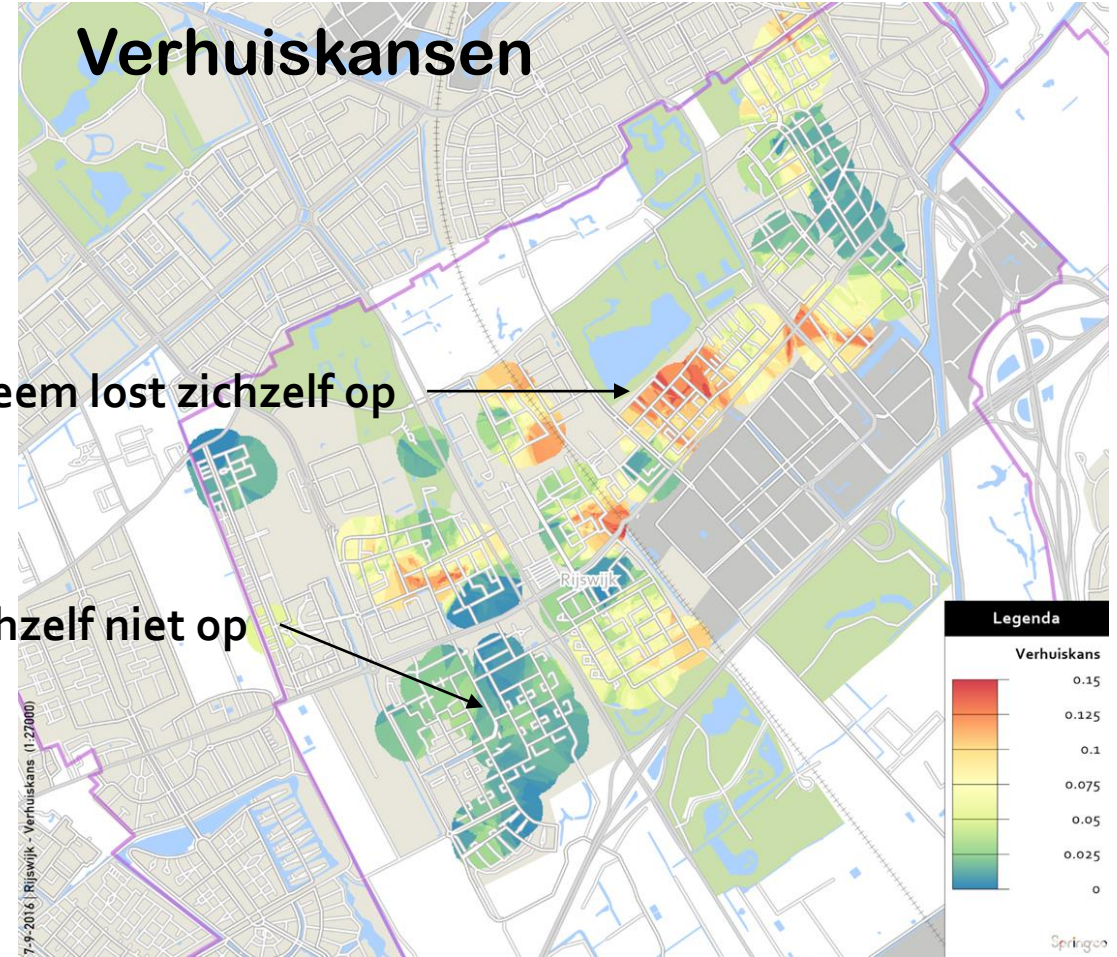 Verhuiskansen
eem lost zichzelf op
hzelf niet op
Rijswijk
Legenda
Verhuiskans
0.15
0.125
0.1
0.075
0.05
0.025
0
Springco
7-9-2016 | Rijswijk - Verhuiskans (1:27000)